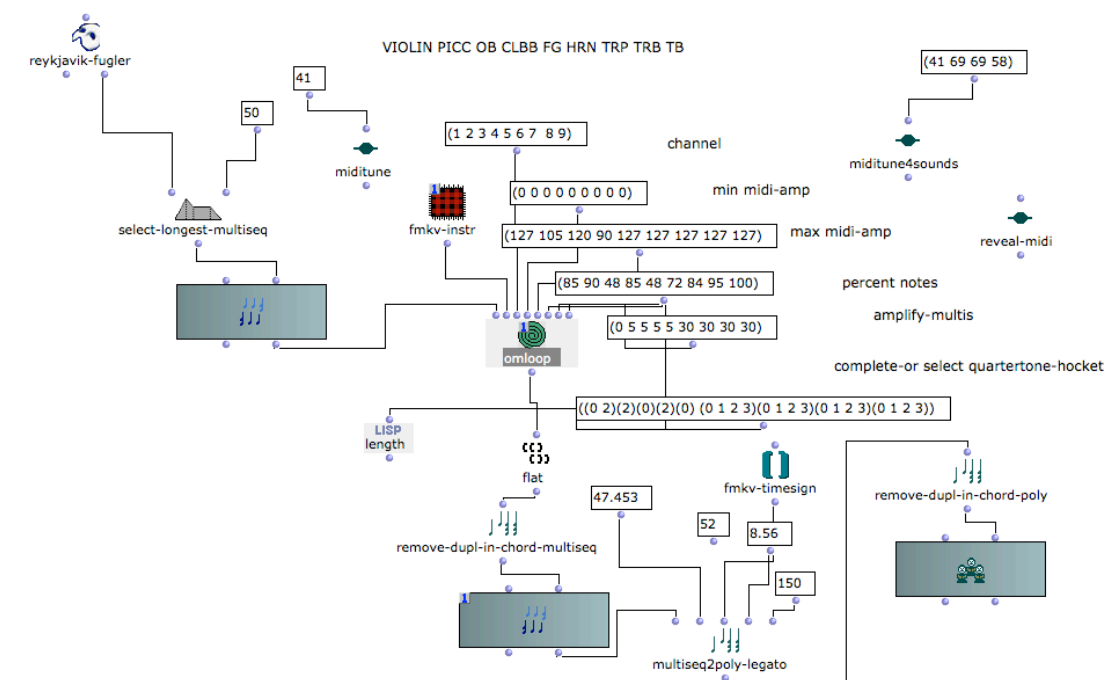 VIOLIN PICC OB CLBB FG HRN TRP TRB TB
reykjavik-fugler
(41 69 69 58)
41
50
(1 2 3 4 5 6 7  8 9)
channel
miditune4sounds
miditune
1
(0 0 0 0 0 0 0 0 0)
min midi-amp
select-longest-multiseq
fmkv-instr
(127 105 120 90 127 127 127 127 127)
max midi-amp
reveal-midi
(85 90 48 85 48 72 84 95 100)
percent notes
1
(0 5 5 5 5 30 30 30 30)
amplify-multis
omloop
complete-or select quartertone-hocket
((0 2)(2)(0)(2)(0) (0 1 2 3)(0 1 2 3)(0 1 2 3)(0 1 2 3))
LISP
length
flat
fmkv-timesign
47.453
remove-dupl-in-chord-poly
52
8.56
remove-dupl-in-chord-multiseq
150
1
multiseq2poly-legato